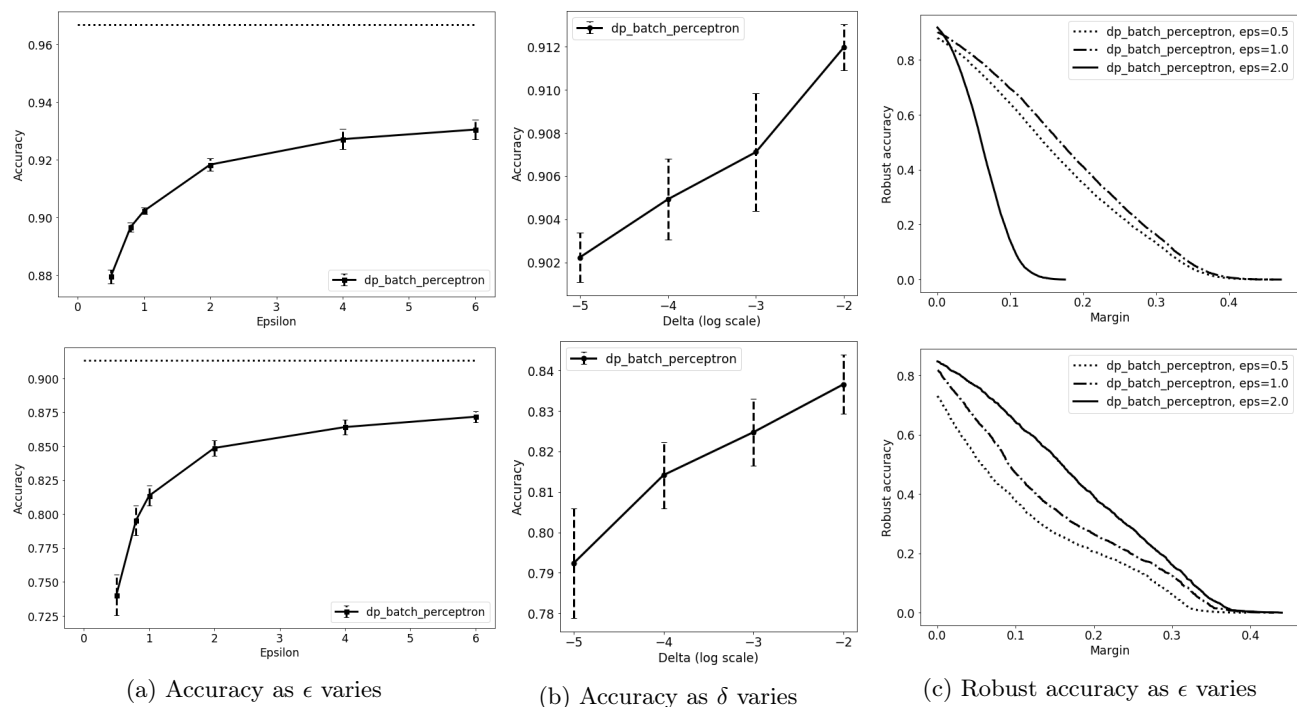 0.96
0.94
0.92
0.90
0.88
Accuracy
dp_batch_perceptron
0 1 2 3 4 5 6
Epsilon
dp_batch_perceptron
0.912
0.910
0.908
0.906
0.904
0.902
Accuracy
−5 −4 −3 −2
Delta (log scale)
dp_batch_perceptron, eps=0.5
dp_batch_perceptron, eps=1.0
dp_batch_perceptron, eps=2.0
0.8
0.6
0.4
0.2
0.0
Robust accuracy
0.0 0.1 0.2 0.3 0.4
Margin
0.900
0.875
0.850
0.825
0.800
0.775
0.750
0.725
Accuracy
dp_batch_perceptron
0 1 2 3 4 5 6
Epsilon
dp_batch_perceptron
0.84
0.83
0.82
0.81
0.80
0.79
0.78
Accuracy
−5 −4 −3 −2
Delta (log scale)
dp_batch_perceptron, eps=0.5
dp_batch_perceptron, eps=1.0
dp_batch_perceptron, eps=2.0
0.8
0.6
0.4
0.2
0.0
Robust accuracy
0.0 0.1 0.2 0.3 0.4
Margin
(a) Accuracy as ϵ varies
(b) Accuracy as δ varies
(c) Robust accuracy as ϵ varies